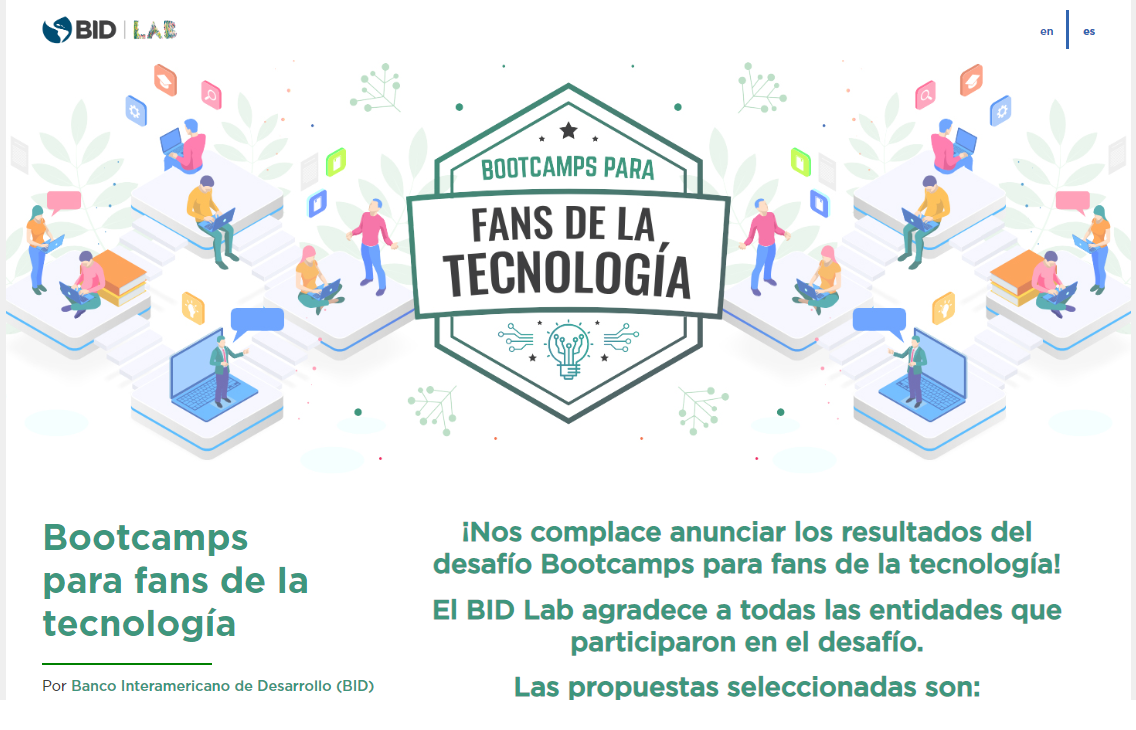 BID | LAB
en
es
BOOTCAMPS PARA
FANS DE LA
TECNOLOGÍA
Bootcamps
para fans de la
tecnología
Por Banco Interamericano de Desarrollo (BID)
¡Nos complace anunciar los resultados del
desafío Bootcamps para fans de la tecnología!
El BID Lab agradece a todas las entidades que
participaron en el desafío.
Las propuestas seleccionadas son: